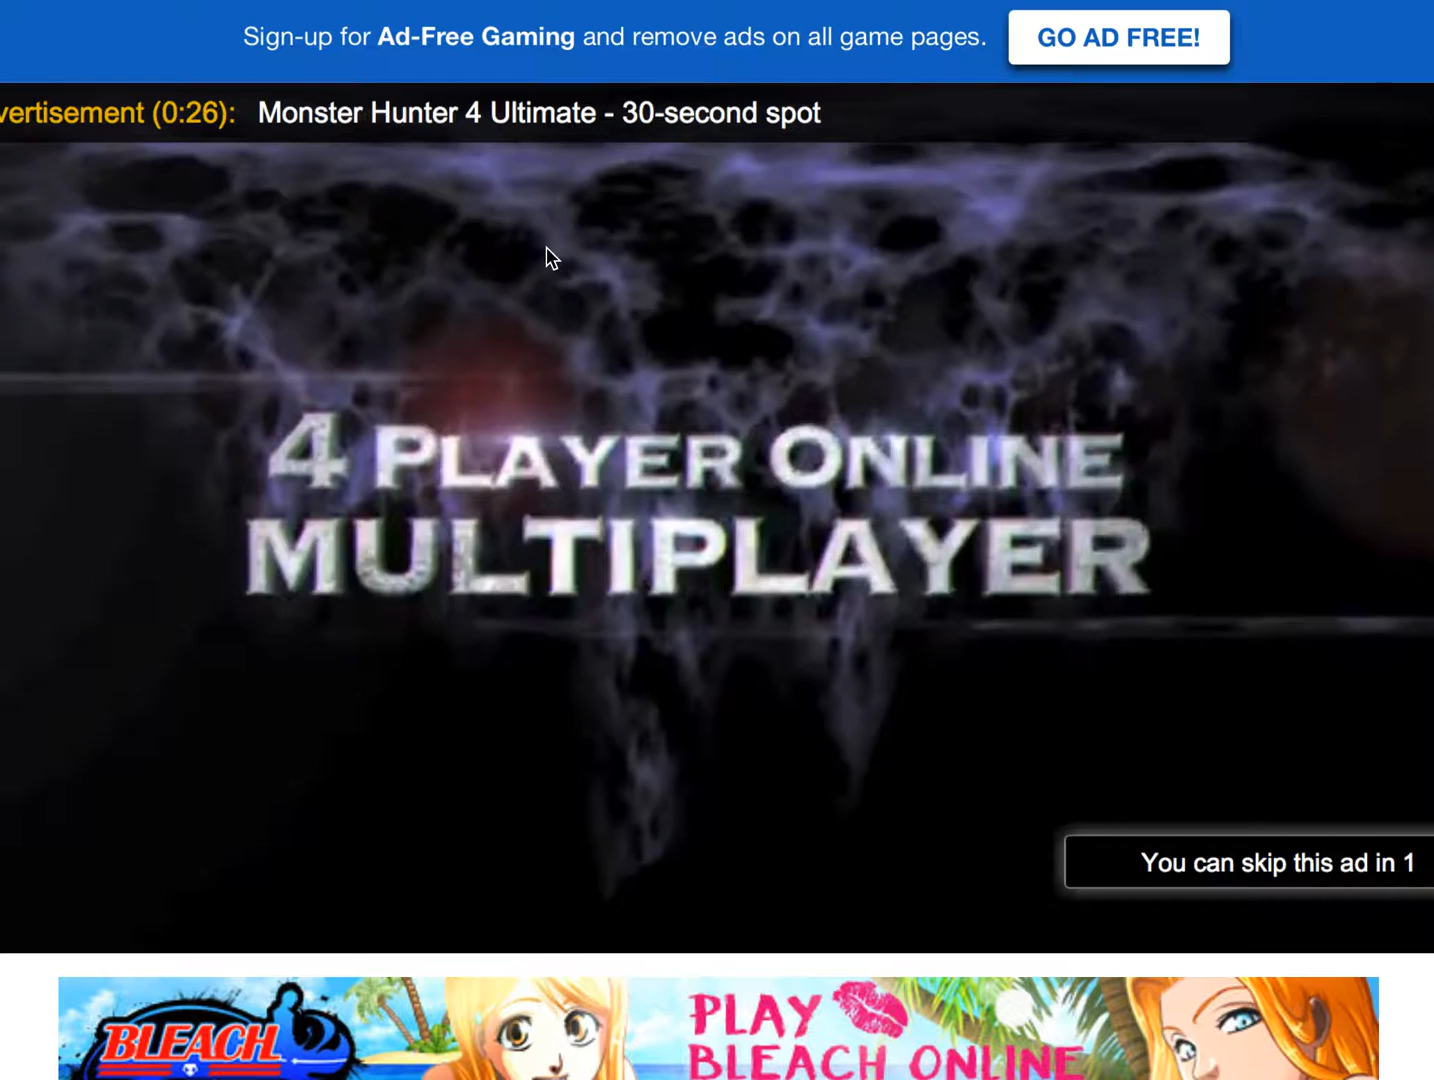 Sign-up for Ad-Free Gaming and remove ads on all game pages.
GO AD FREE!
vertisement (0:26): Monster Hunter 4 Ultimate - 30-second spot
4 PLAYER ONLINE
MULTIPLAYER
You can skip this ad in 1
BLEACH
PLAY
BLEACH ONLINE